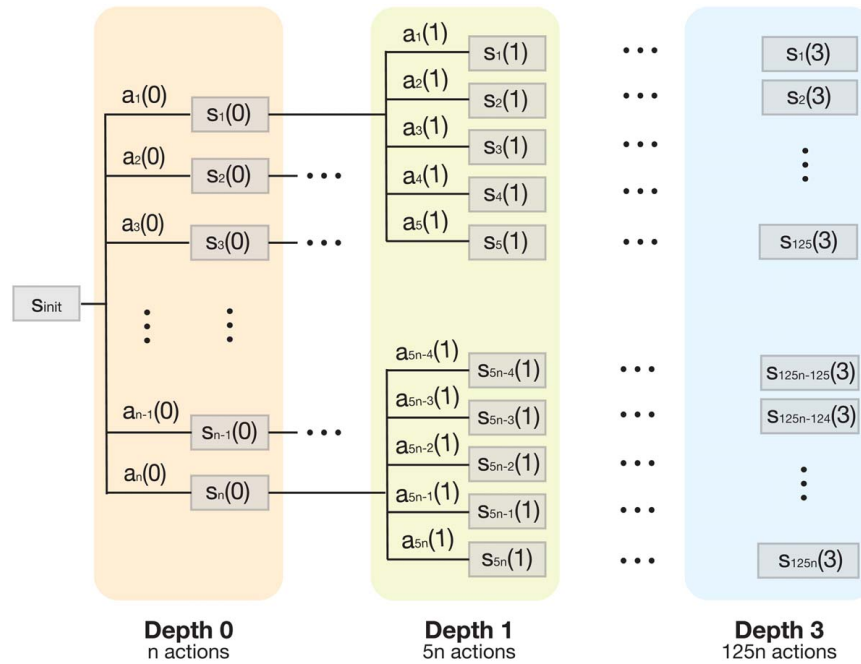 a1(0)
s1(0)
a2(0)
s2(0)
a3(0)
s3(0)
sinit
an-1(0)
sn-1(0)
an(0)
sn(0)
Depth 0
n actions
a1(1)
s1(1)
a2(1)
s2(1)
a3(1)
s3(1)
a4(1)
s4(1)
a5(1)
s5(1)
a5n-4(1)
s5n-4(1)
a5n-3(1)
s5n-3(1)
a5n-2(1)
s5n-2(1)
a5n-1(1)
s5n-1(1)
a5n(1)
s5n(1)
Depth 1
5n actions
s1(3)
s2(3)
s125(3)
s125n-125(3)
s125n-124(3)
s125n(3)
Depth 3
125n actions